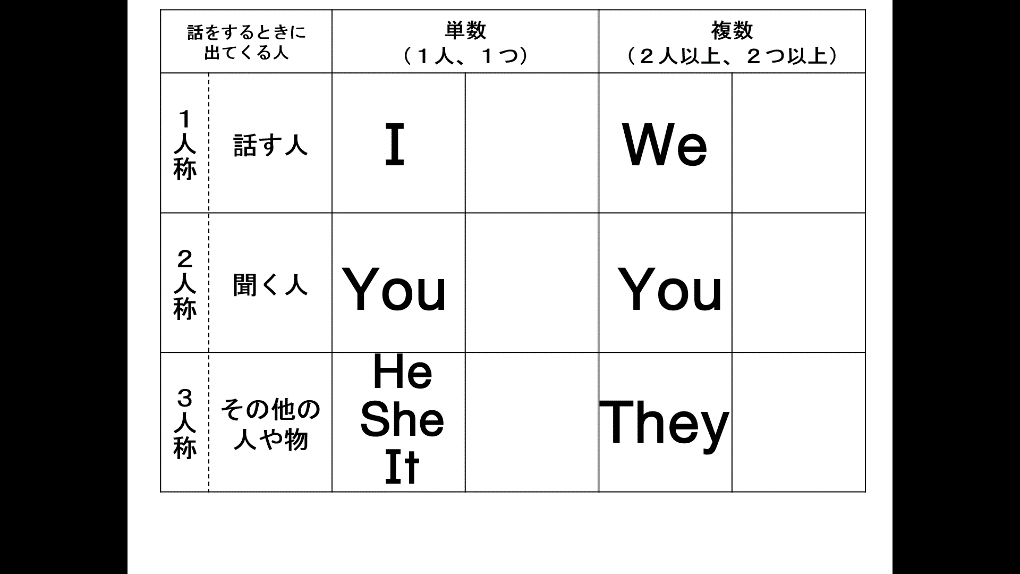 話をするときに
出てくる人
単数
（１人、１つ）
複数
（２人以上、２つ以上）
１人称
話す人
I
We
２人称
聞く人
You
You
３人称
その他の
人や物
He
She
It
They